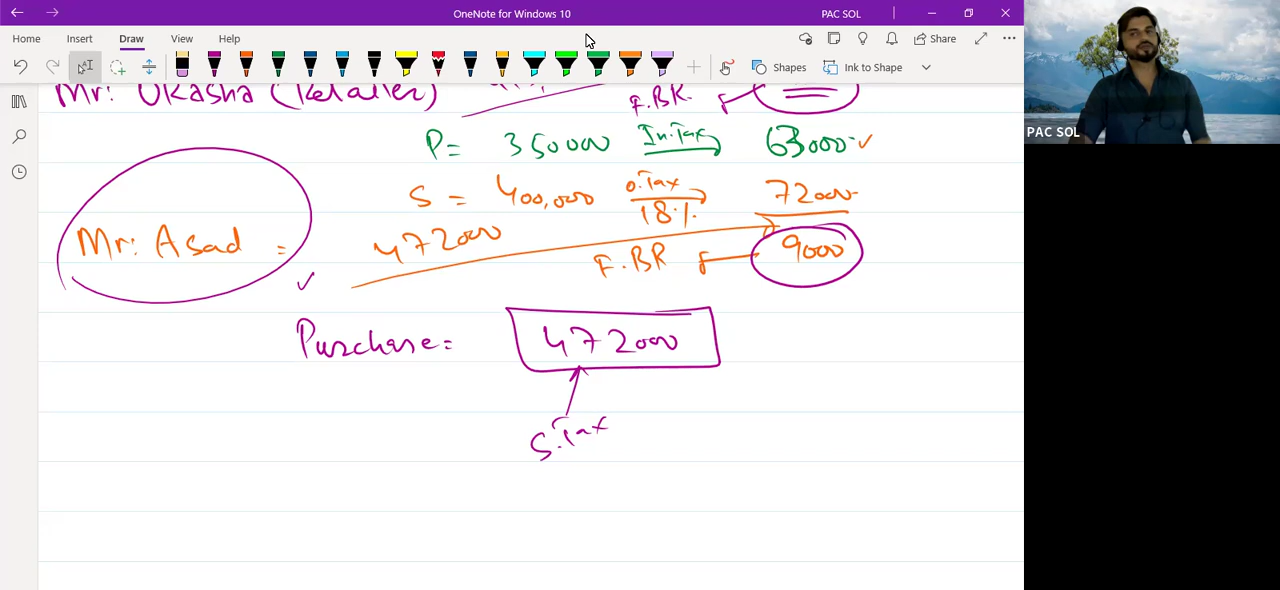 OneNote for Windows 10
PAC SOL
Home Insert Draw View Help
Share
Shapes
Ink to Shape
PAC SOL
Mr: Ukasha (Retailer)
F.BR
P= 350000 In.Tax 63000
S = 400,000 O.Tax 18% 72000
Mr: Asad = 472000 F.BR 9000
Purchase = 472000
S.Tax